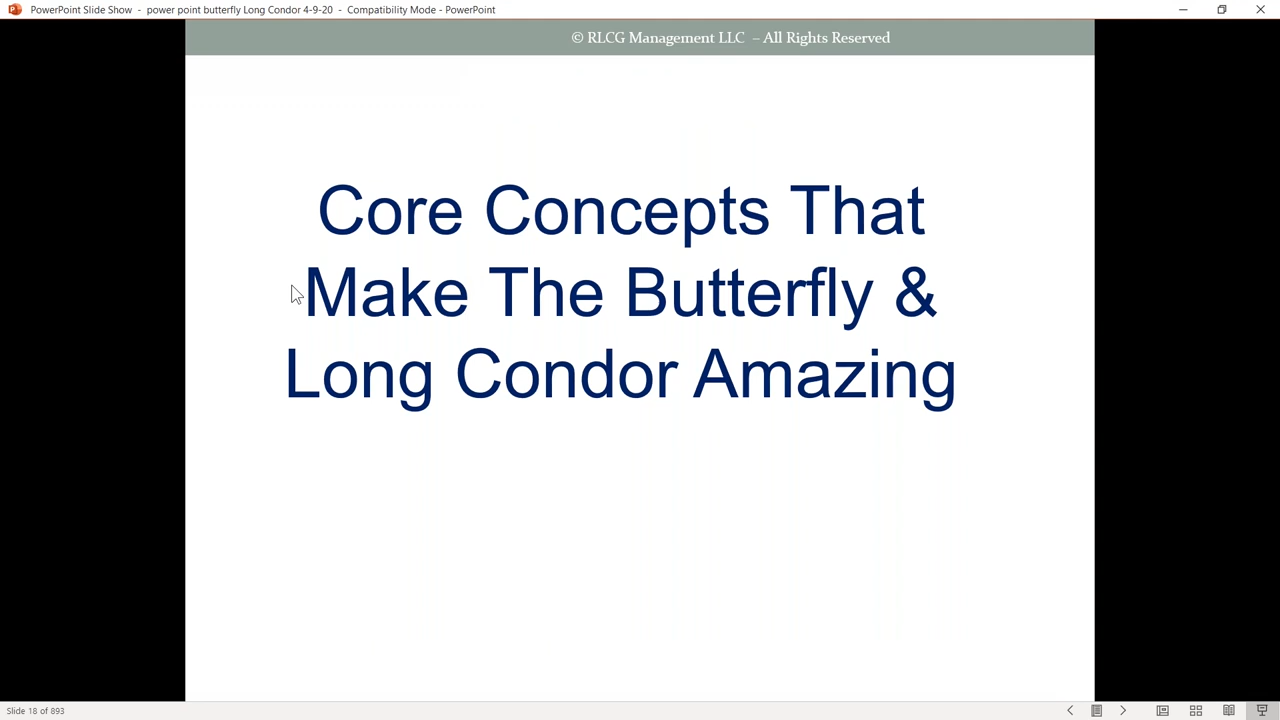 PowerPoint Slide Show - power point butterfly Long Condor 4-9-20 - Compatibility Mode - PowerPoint
© RLCG Management LLC – All Rights Reserved
Core Concepts That
Make The Butterfly &
Long Condor Amazing
Slide 18 of 893